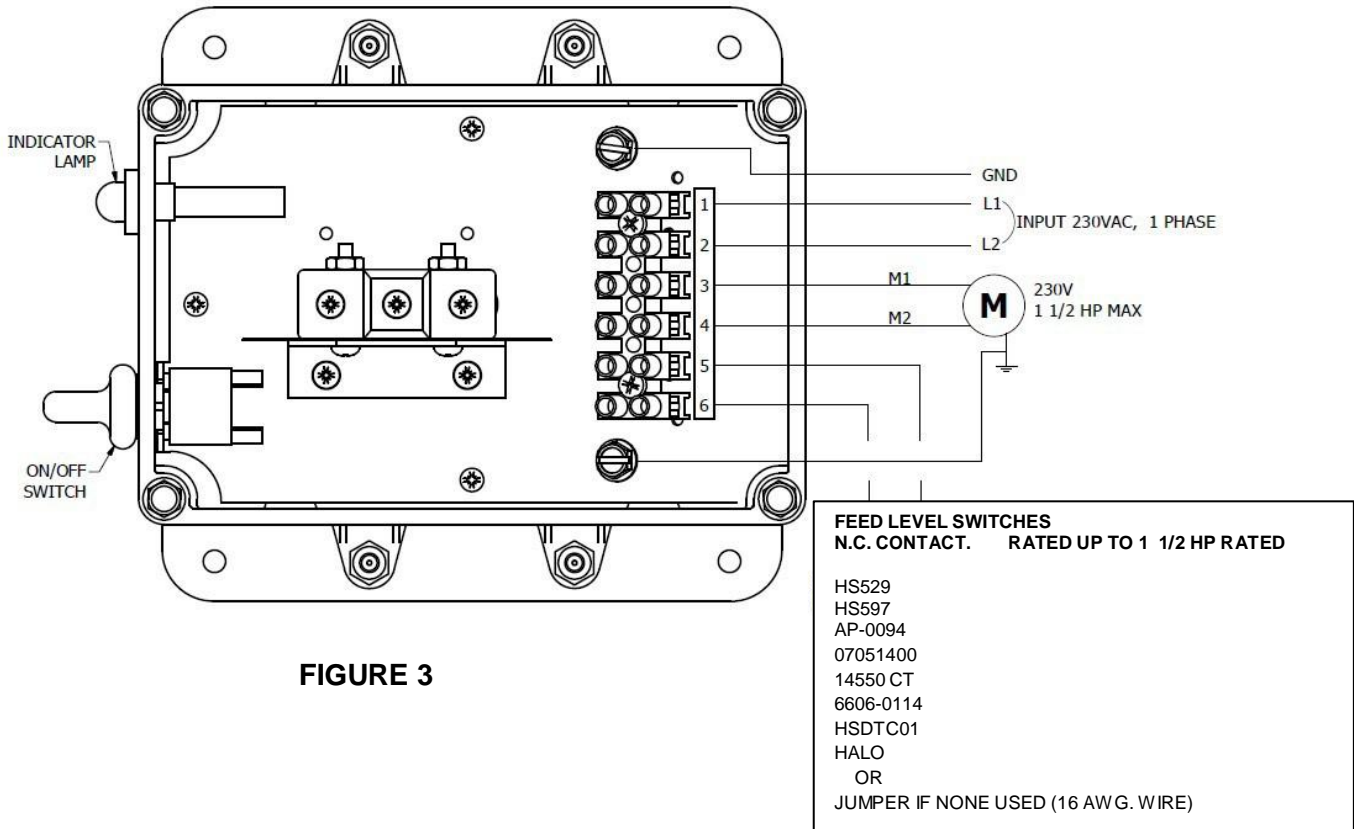 INDICATOR
LAMP
ON/OFF
SWITCH
1
2
3
4
5
6
GND
L1
L2
INPUT 230VAC, 1 PHASE
M1
M2
M
230V
1 1/2 HP MAX
FIGURE 3
FEED LEVEL SWITCHES
N.C. CONTACT. RATED UP TO 1 1/2 HP RATED
HS529
HS597
AP-0094
07051400
14550 CT
6606-0114
HSDTC01
HALO
OR
JUMPER IF NONE USED (16 AWG. WIRE)